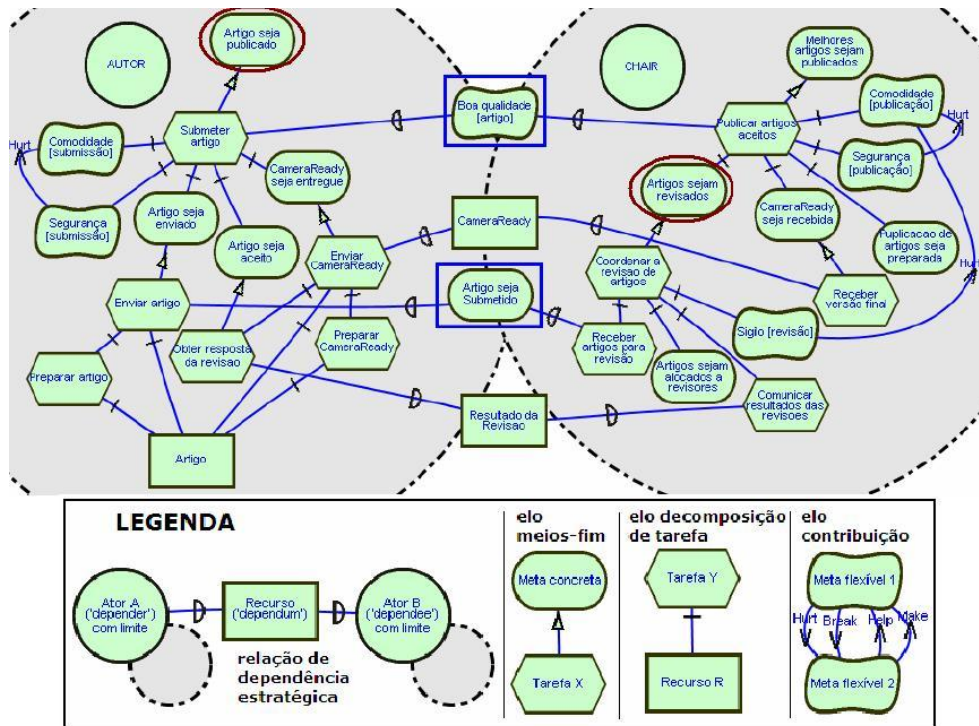 AUTOR
Artigo seja
publicado
Submeter
artigo
Comodidade
[submissão]
Hurt
Segurança
[submissão]
CameraReady
seja entregue
Artigo seja
enviado
Artigo seja
aceito
Enviar
CameraReady
Enviar artigo
Preparar artigo
Obter resposta
da revisao
Preparar
CameraReady
Artigo
Boa qualidade
[artigo]
CameraReady
Artigo seja
Submetido
Resutado da
Revisao
CHAIR
Melhores
artigos sejam
publicados
Publicar artigos
aceitos
Comodidade
[publicação]
Hurt
Segurança
[publicação]
Artigos sejam
revisados
CameraReady
seja recebida
Puplicacao de
artigos seja
preparada
Coordonar a
revisao de
artigos
Receber
versão final
Hurt
Sigilo [revisão]
Receber
artigos para
revisão
Artigos sejam
alocados a
revisores
Comunicar
resultados das
revisoes
LEGENDA
Ator A
('depender')
com limite
Recurso
('dependum')
Ator B
('dependee')
com limite
relação de
dependência
estratégica
elo
meios-fim
Meta concreta
Tarefa X
elo decomposição
de tarefa
Tarefa Y
Recurso R
elo
contribuição
Meta flexível 1
Hurt Break Help Make
Meta flexível 2